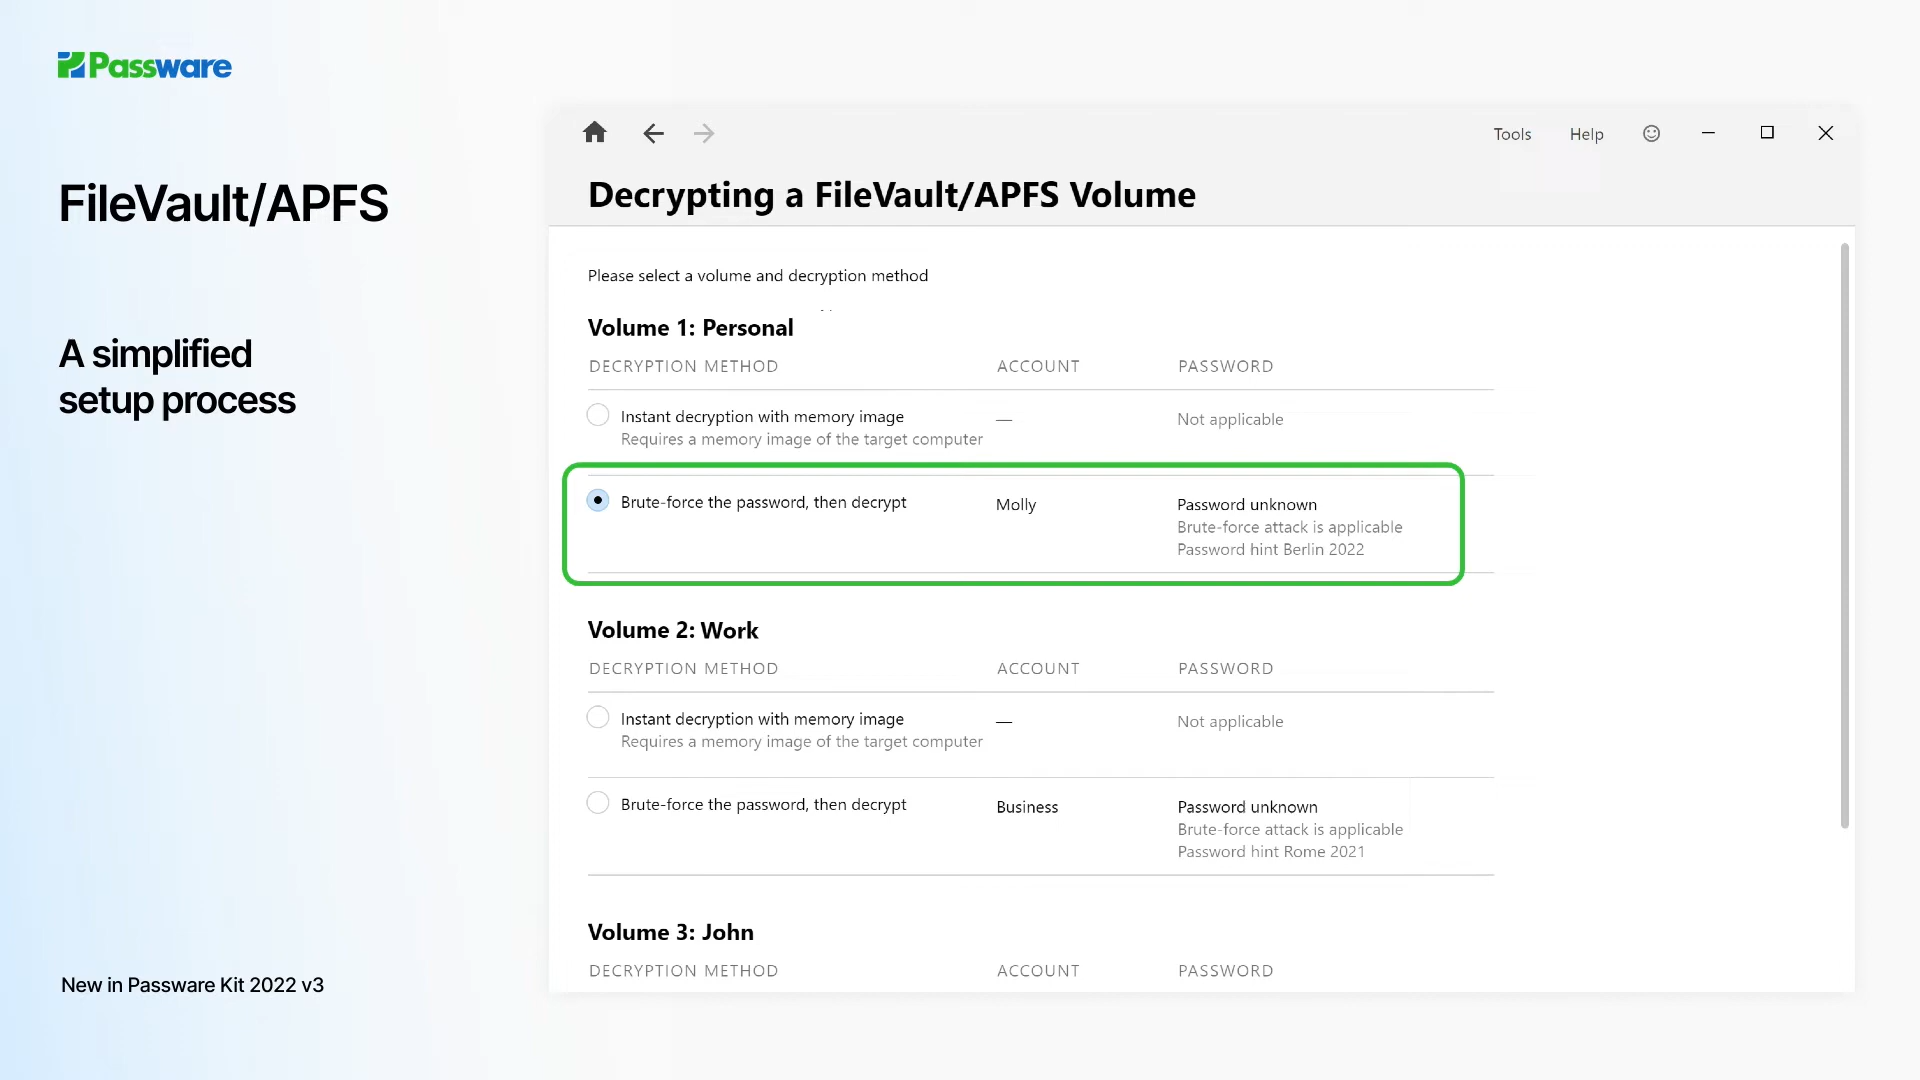 Passware
FileVault/APFS
A simplified
setup process
New in Passware Kit 2022 v3
Tools Help
Decrypting a FileVault/APFS Volume
Please select a volume and decryption method
Volume 1: Personal
DECRYPTION METHOD ACCOUNT PASSWORD
Instant decryption with memory image — Not applicable
Requires a memory image of the target computer
Brute-force the password, then decrypt Molly Password unknown
Brute-force attack is applicable
Password hint Berlin 2022
Volume 2: Work
DECRYPTION METHOD ACCOUNT PASSWORD
Instant decryption with memory image — Not applicable
Requires a memory image of the target computer
Brute-force the password, then decrypt Business Password unknown
Brute-force attack is applicable
Password hint Rome 2021
Volume 3: John
DECRYPTION METHOD ACCOUNT PASSWORD